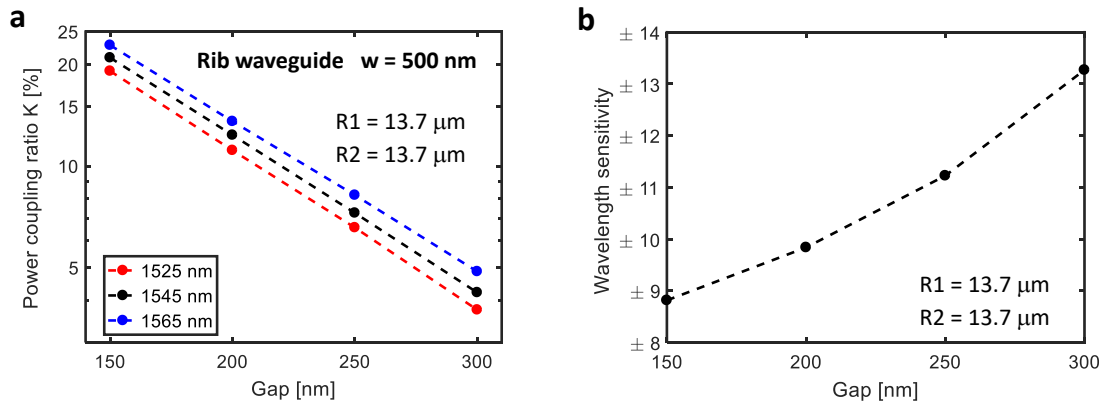 a
Power coupling ratio K [%]
25
20
15
10
5
Rib waveguide w = 500 nm
R1 = 13.7 μm
R2 = 13.7 μm
1525 nm
1545 nm
1565 nm
150
200
250
300
Gap [nm]
b
Wavelength sensitivity
± 14
± 13
± 12
± 11
± 10
± 9
± 8
R1 = 13.7 μm
R2 = 13.7 μm
150
200
250
300
Gap [nm]